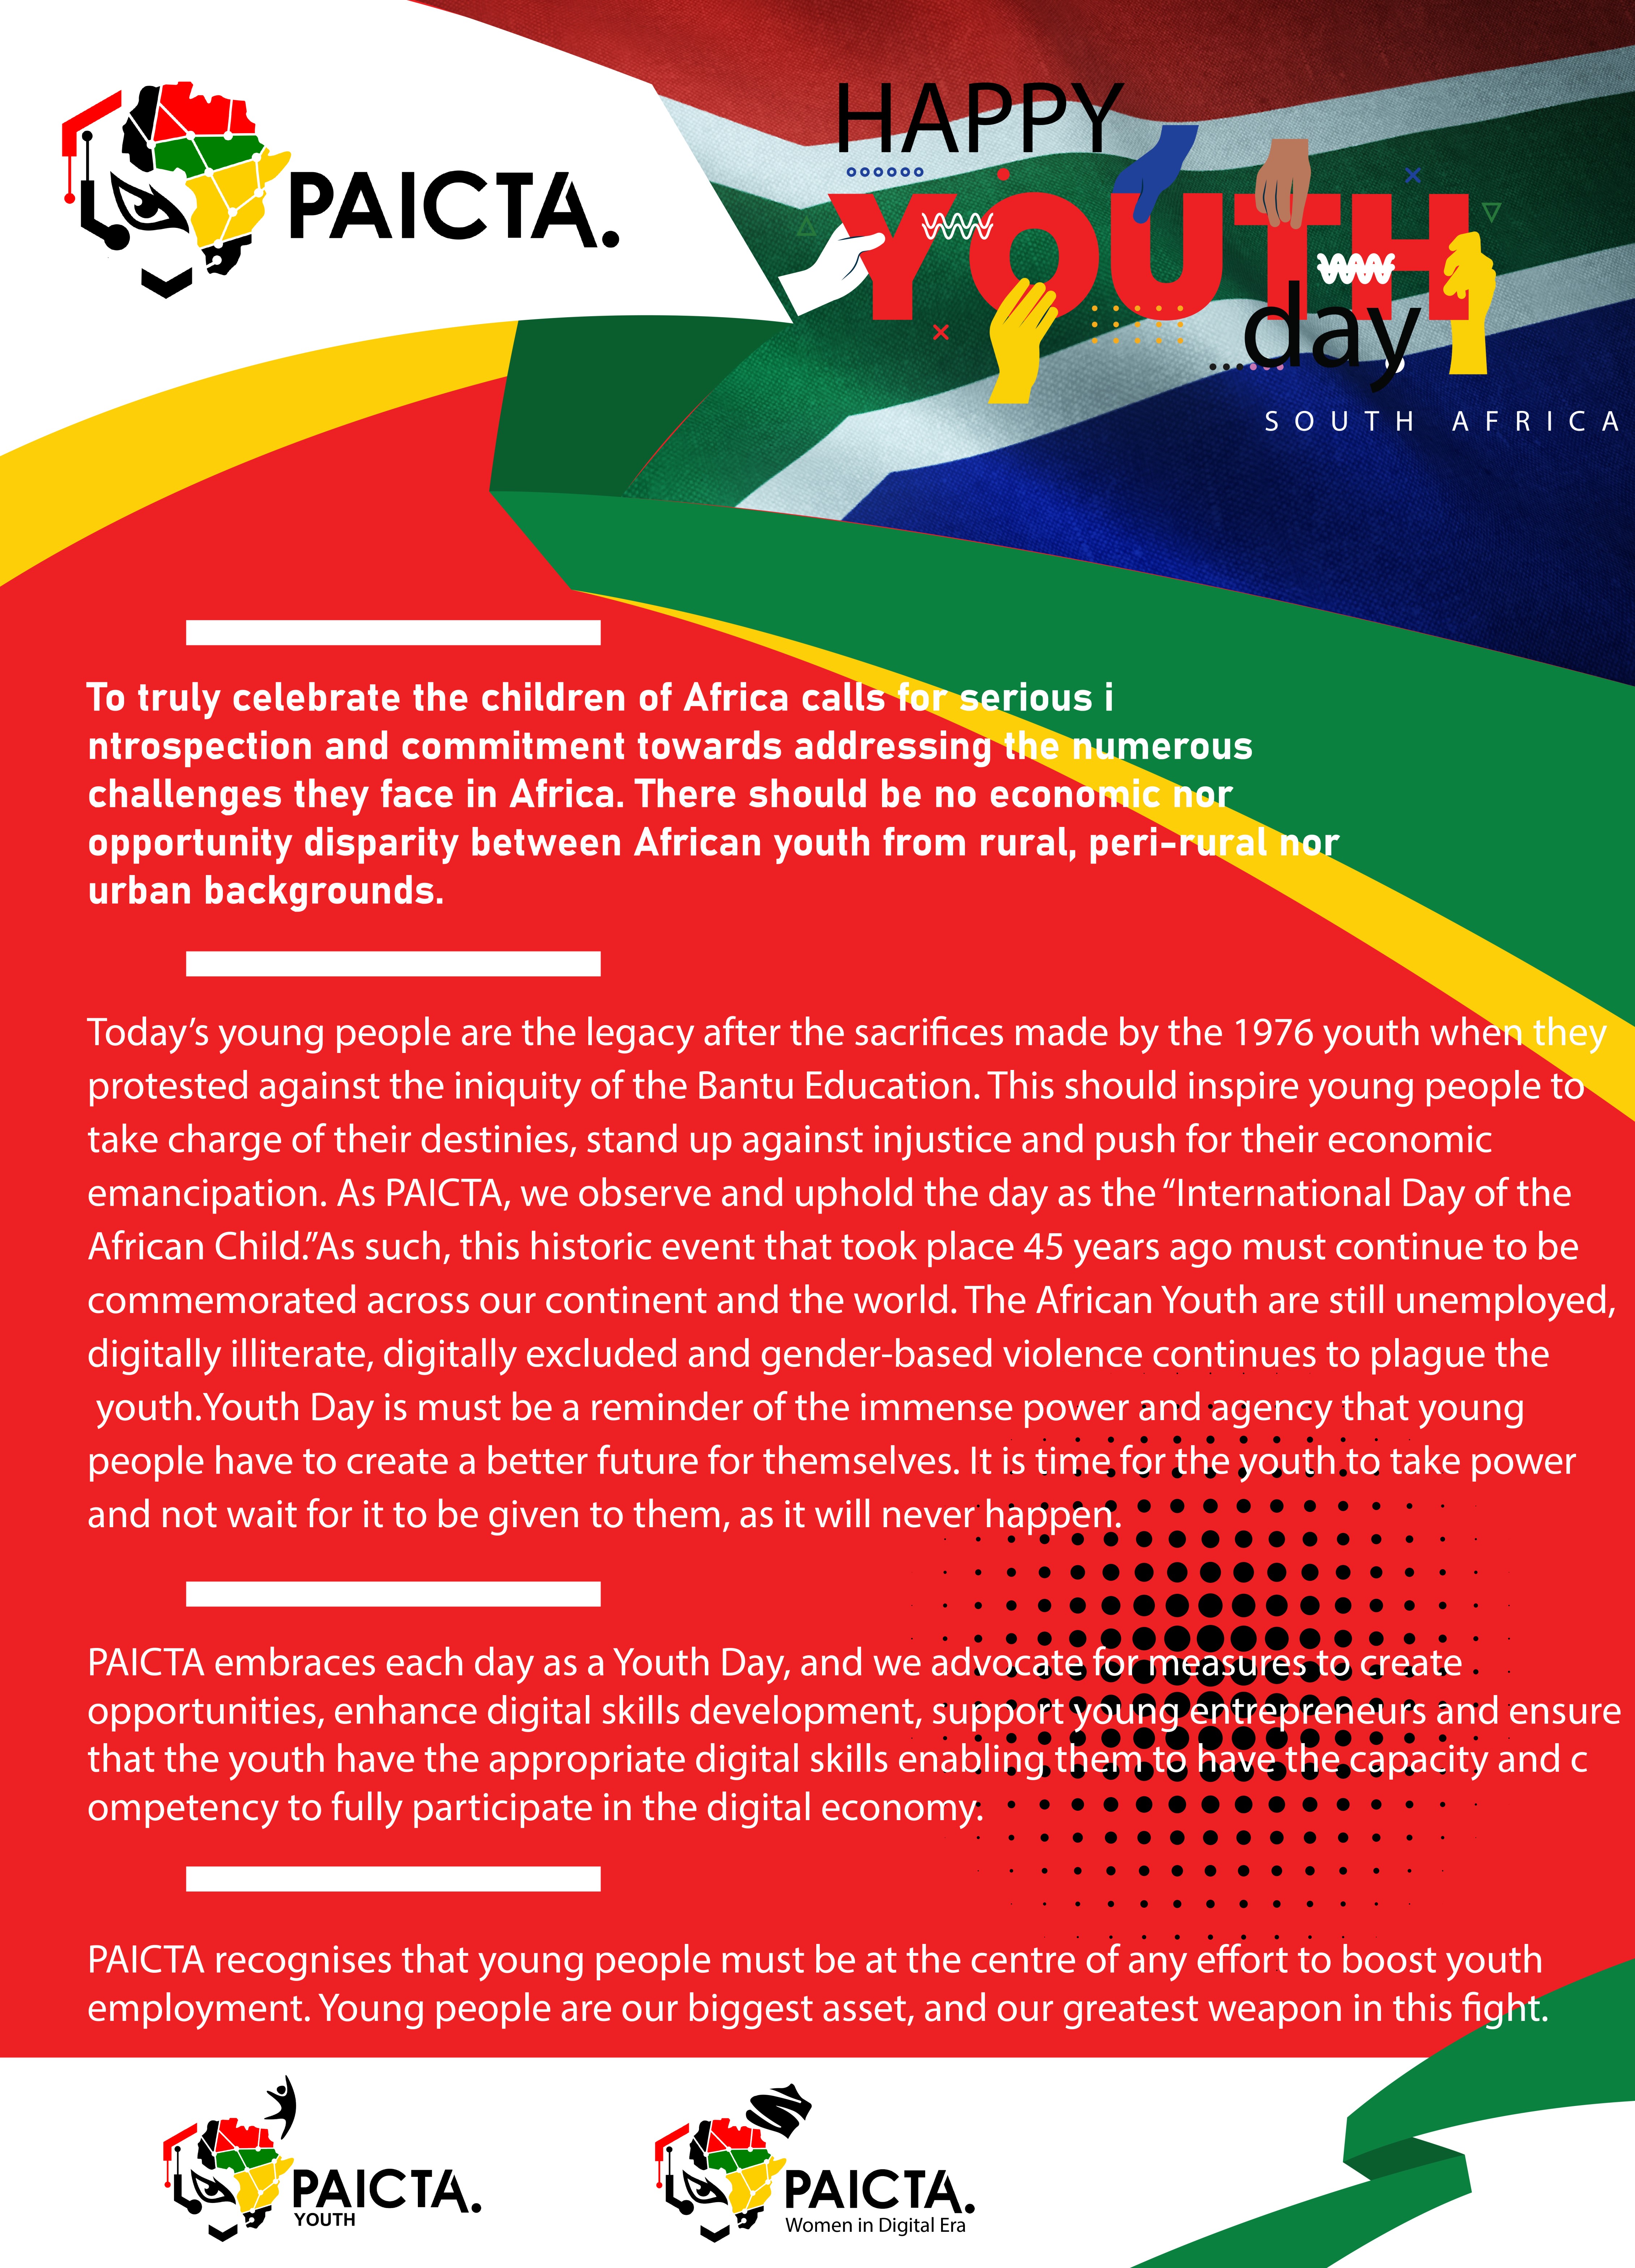 PAICTA.
HAPPY
YOUTH
day
SOUTH AFRICA
To truly celebrate the children of Africa calls for serious i
ntrospection and commitment towards addressing the numerous
challenges they face in Africa. There should be no economic nor
opportunity disparity between African youth from rural, peri-rural nor
urban backgrounds.
Today’s young people are the legacy after the sacrifices made by the 1976 youth when they
protested against the iniquity of the Bantu Education. This should inspire young people to
take charge of their destinies, stand up against injustice and push for their economic
emancipation. As PAICTA, we observe and uphold the day as the “International Day of the
African Child.”As such, this historic event that took place 45 years ago must continue to be
commemorated across our continent and the world. The African Youth are still unemployed,
digitally illiterate, digitally excluded and gender-based violence continues to plague the
youth.Youth Day is must be a reminder of the immense power and agency that young
people have to create a better future for themselves. It is time for the youth to take power
and not wait for it to be given to them, as it will never happen.
PAICTA embraces each day as a Youth Day, and we advocate for measures to create
opportunities, enhance digital skills development, support young entrepreneurs and ensure
that the youth have the appropriate digital skills enabling them to have the capacity and c
ompetency to fully participate in the digital economy.
PAICTA recognises that young people must be at the centre of any effort to boost youth
employment. Young people are our biggest asset, and our greatest weapon in this fight.
PAICTA.
YOUTH
PAICTA.
Women in Digital Era